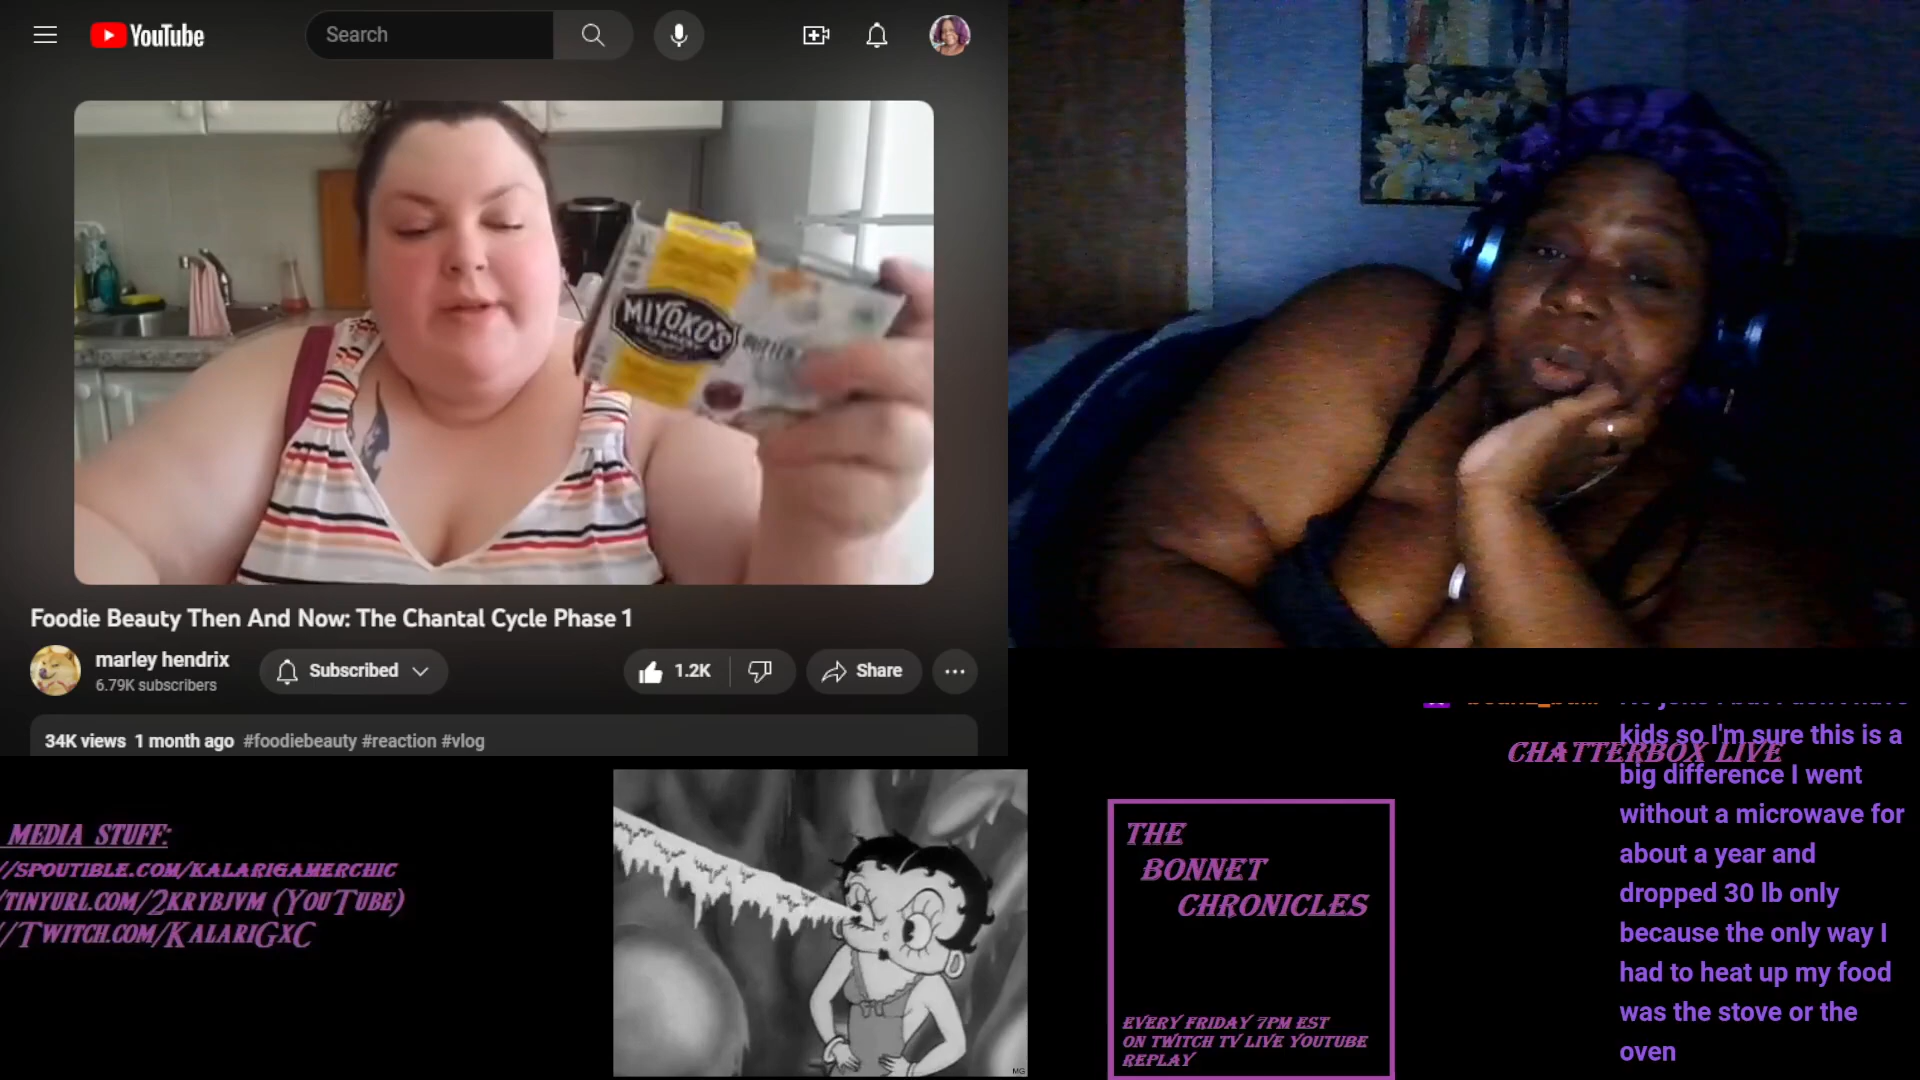 YouTube
Search
MIYOKO'S
CREAMERY
Foodie Beauty Then And Now: The Chantal Cycle Phase 1
marley hendrix
6.79K subscribers
Subscribed
1.2K
Share
34K views 1 month ago #foodiebeauty #reaction #vlog
MEDIA STUFF:
//SPOUTIBLE.COM/KALARIGAMERCHIC
/TINYURL.COM/2KRYBJVM (YOUTUBE)
//TWITCH.COM/KALARIGXC
MG
THE
BONNET
CHRONICLES
EVERY FRIDAY 7PM EST
ON TWITCH TV LIVE YOUTUBE
REPLAY
CHATTERBOX LIVE
kids so I'm sure this is a
big difference I went
without a microwave for
about a year and
dropped 30 lb only
because the only way I
had to heat up my food
was the stove or the
oven